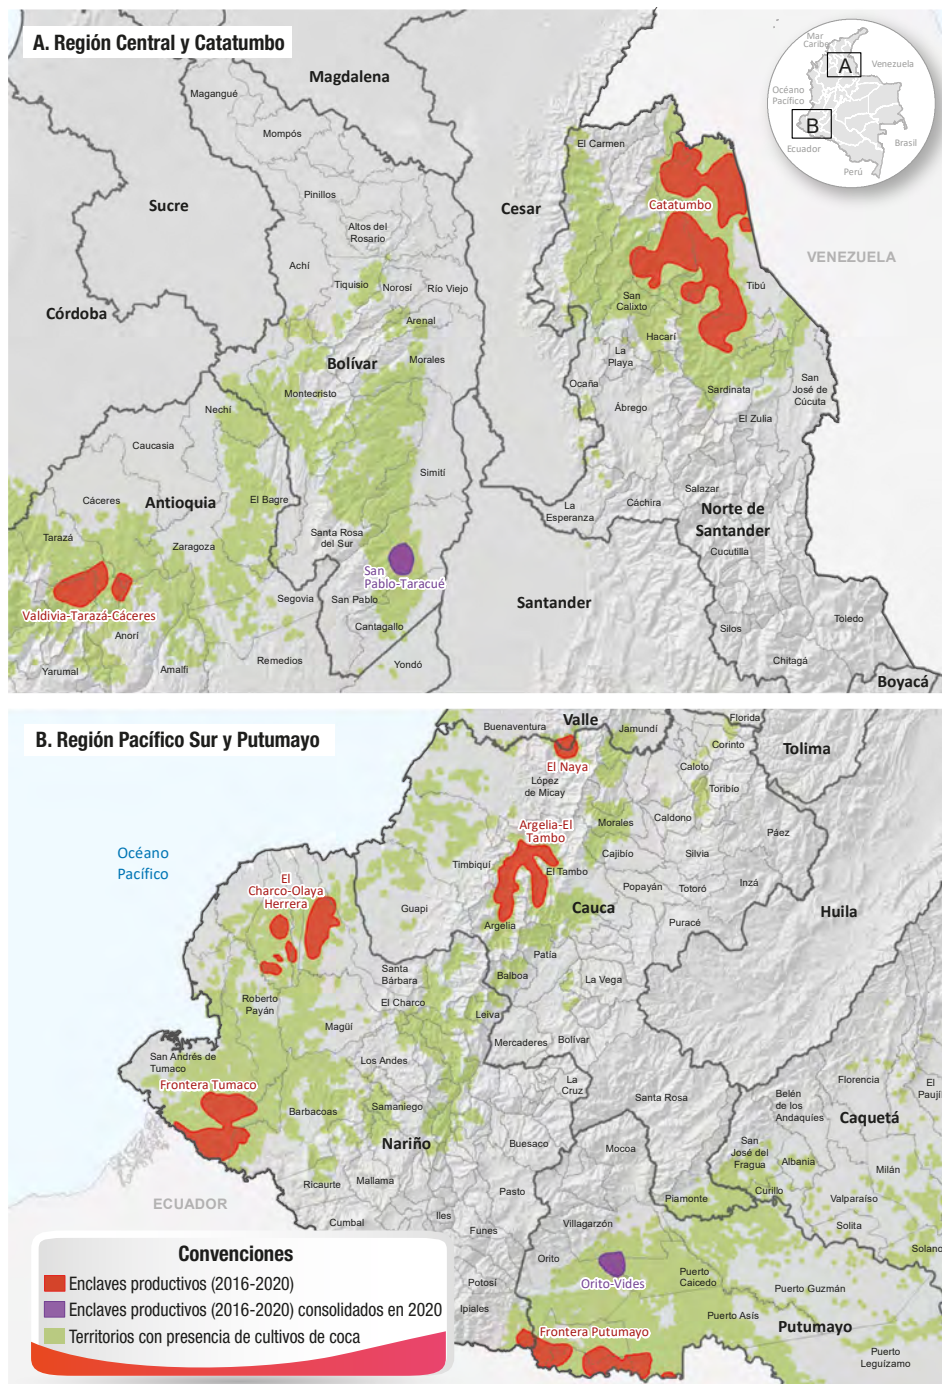 A. Región Central y Catatumbo
Mar
Caribe
A
Venezuela
Océano
Pacífico
B
Ecuador
Brasil
Perú
Magdalena
Magangué
Mompós
El Carmen
Pinillos
Sucre
Cesar
Catatumbo
Altos del
Rosario
Achí
VENEZUELA
Tiquisio
Norosí
Río Viejo
Tibú
San
Calixto
Córdoba
Arenal
Hacarí
La
Playa
Bolívar
Morales
San
José de
Cúcuta
Ocaña
Sardinata
Montecristo
Ábrego
Nechí
El Zulia
Caucasia
Simití
Salazar
Cáceres
Antioquia
El Bagre
La
Esperanza
Cáchira
Norte de
Santander
Tarazá
Santa Rosa
del Sur
Zaragoza
Cucutilla
San
Pablo-Taracué
Segovia
San Pablo
Santander
Valdivia-Tarazá-Cáceres
Toledo
Cantagallo
Silos
Anorí
Remedios
Chitagá
Yarumal
Amalfi
Yondó
Boyacá
B. Región Pacífico Sur y Putumayo
Buenaventura
Valle
Jamundí
Florida
Corinto
Tolima
El Naya
Caloto
López
de Micay
Toribío
Argelia-El
Tambo
Morales
Caldono
Páez
Océano
Pacífico
Cajibío
Silvia
Timbiquí
El Tambo
El
Charco-Olaya
Herrera
Popayán
Totoró
Inzá
Guapi
Cauca
Huila
Argelia
Puracé
Patía
Santa
Bárbara
Balboa
La Vega
Roberto
Payán
El Charco
Leiva
Magüí
Mercaderes
Bolívar
San Andrés de
Tumaco
Los Andes
Frontera Tumaco
La
Cruz
Florencia
El
Paujíl
Belén
de los
Andaquíes
Santa Rosa
Barbacoas
Samaniego
Caquetá
Nariño
Buesaco
Mocoa
San
José del
Fragua
Albania
Milán
Ricaurte
Mallama
Pasto
Curillo
ECUADOR
Piamonte
Valparaíso
Cumbal
Iles
Funes
Villagarzón
Solita
Solano
Convenciones
Enclaves productivos (2016-2020)
Enclaves productivos (2016-2020) consolidados en 2020
Territorios con presencia de cultivos de coca
Orito
Potosí
Orito-Vides
Puerto
Caicedo
Puerto Guzmán
Ipiales
Puerto Asís
Frontera Putumayo
Putumayo
Puerto
Leguízamo